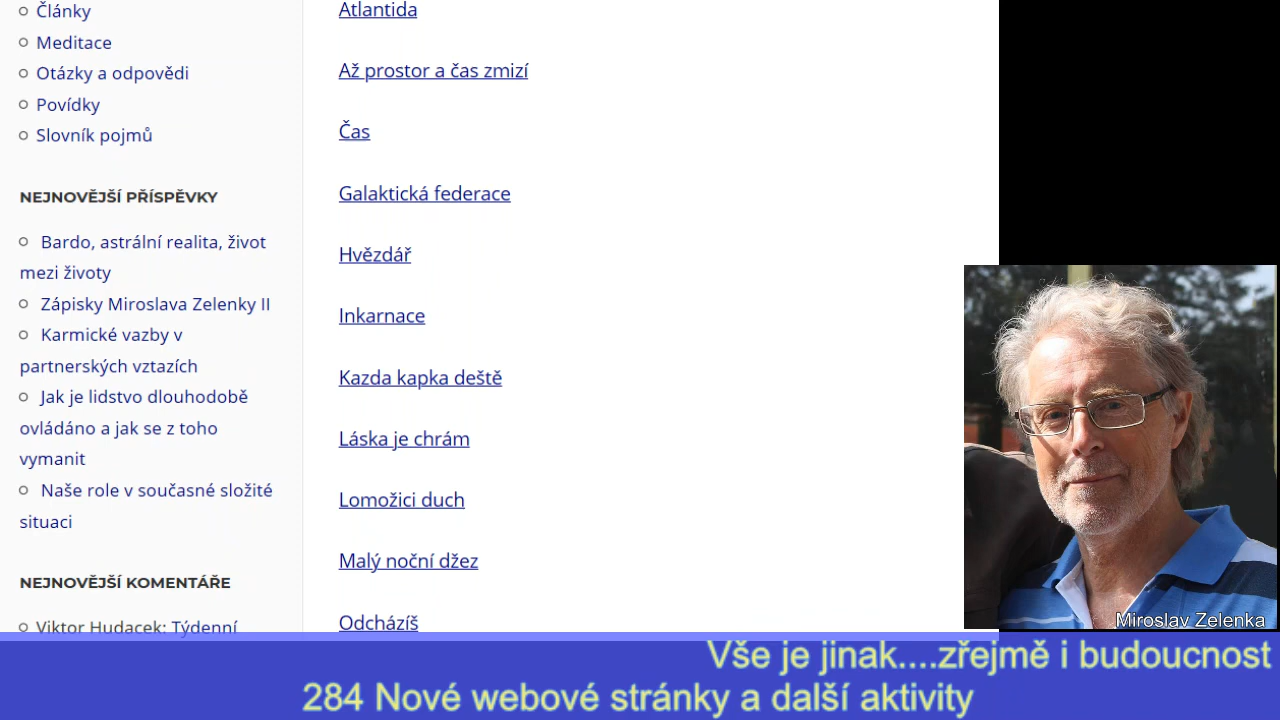 Články
Meditace
Otázky a odpovědi
Povídky
Slovník pojmů
NEJNOVĚJŠÍ PŘÍSPĚVKY
Bardo, astrální realita, život
mezi životy
Zápisky Miroslava Zelenky II
Karmické vazby v
partnerských vztazích
Jak je lidstvo dlouhodobě
ovládáno a jak se z toho
vymanit
Naše role v současné složité
situaci
NEJNOVĚJŠÍ KOMENTÁŘE
Viktor Hudacek: Týdenní
Atlantida
Až prostor a čas zmizí
Čas
Galaktická federace
Hvězdář
Inkarnace
Kazda kapka deště
Láska je chrám
Lomožici duch
Malý noční džez
Odcházíš
Miroslav Zelenka
Vše je jinak....zřejmě i budoucnost
284 Nové webové stránky a další aktivity